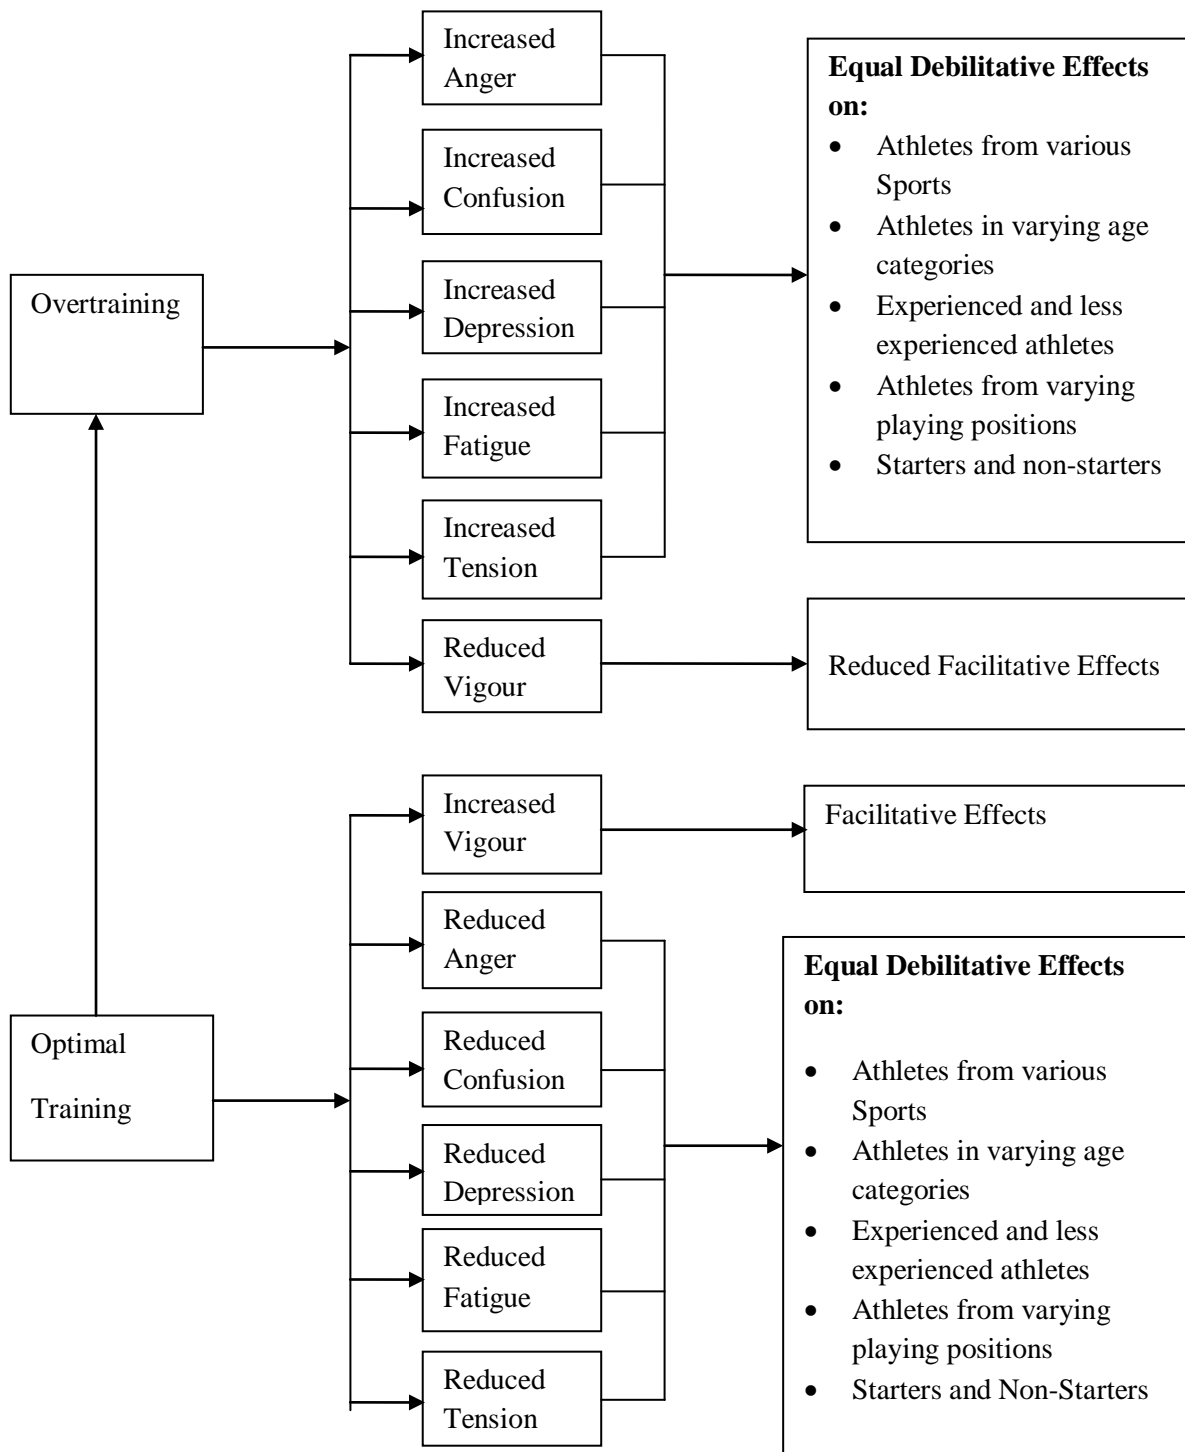 Increased
Anger
Increased
Confusion
Increased
Depression
Increased
Fatigue
Increased
Tension
Reduced
Vigour
Equal Debilitative Effects
on:
• Athletes from various
Sports
• Athletes in varying age
categories
• Experienced and less
experienced athletes
• Athletes from varying
playing positions
• Starters and non-starters
Overtraining
Reduced Facilitative Effects
Increased
Vigour
Facilitative Effects
Reduced
Anger
Reduced
Confusion
Reduced
Depression
Reduced
Fatigue
Reduced
Tension
Optimal
Training
Equal Debilitative Effects
on:
• Athletes from various
Sports
• Athletes in varying age
categories
• Experienced and less
experienced athletes
• Athletes from varying
playing positions
• Starters and Non-Starters